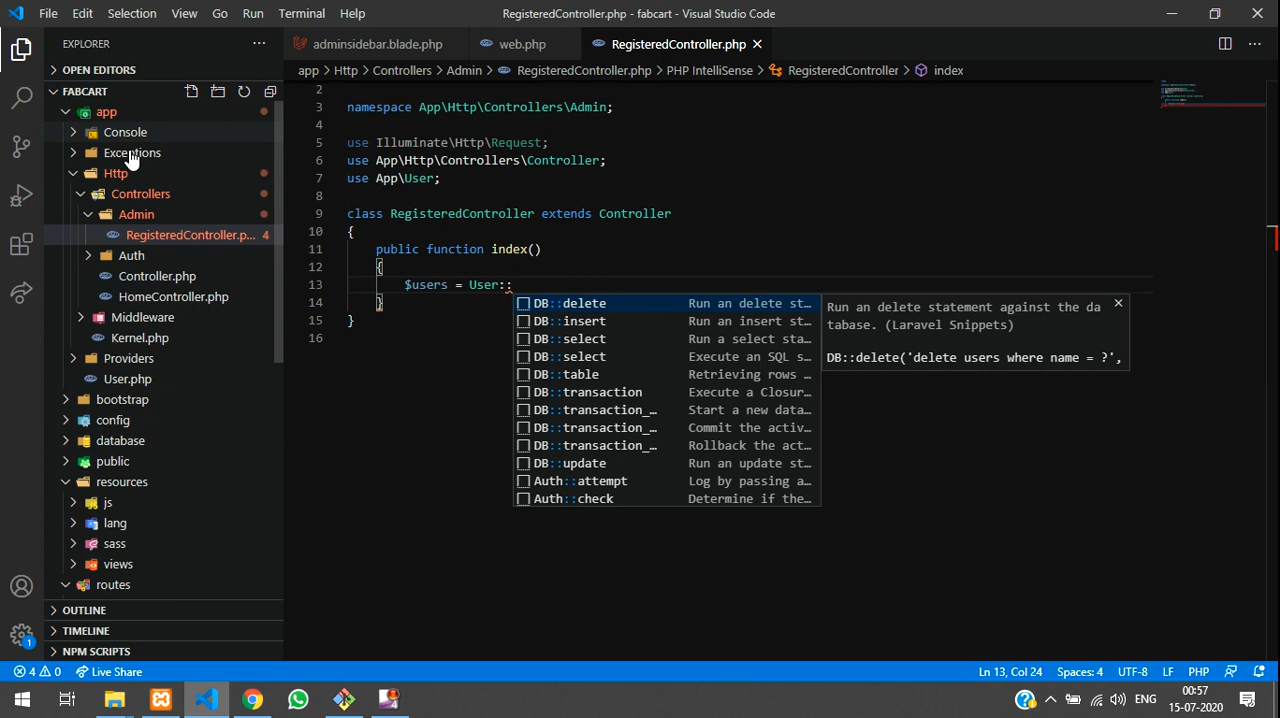 File Edit Selection View Go Run Terminal Help
RegisteredController.php - fabcart - Visual Studio Code
EXPLORER
adminsidebar.blade.php
web.php
RegisteredController.php
OPEN EDITORS
app > Http > Controllers > Admin > RegisteredController.php > PHP IntelliSense > RegisteredController > index
FABCART
app
Console
Exceptions
Http
Controllers
Admin
RegisteredController.p... 4
Auth
Controller.php
HomeController.php
Middleware
Kernel.php
Providers
User.php
bootstrap
config
database
public
resources
js
lang
sass
views
routes
OUTLINE
TIMELINE
NPM SCRIPTS
2
3 namespace App\Http\Controllers\Admin;
4
5 use Illuminate\Http\Request;
6 use App\Http\Controllers\Controller;
7 use App\User;
8
9 class RegisteredController extends Controller
10 {
11 public function index()
12 {
13 $users = User::
14 }
15 }
16
DB::delete Run an delete st…
DB::insert Run an insert st…
DB::select Run a select sta…
DB::select Execute an SQL s…
DB::table Retrieving rows …
DB::transaction Execute a Closur…
DB::transaction_… Start a new data…
DB::transaction_… Commit the activ…
DB::transaction_… Rollback the act…
DB::update Run an update st…
Auth::attempt Log by passing a…
Auth::check Determine if the…
Run an delete statement against the da
tabase. (Laravel Snippets)
DB::delete('delete users where name = ?',
1
4 0 Live Share
Ln 13, Col 24 Spaces: 4 UTF-8 LF PHP
ENG
00:57
15-07-2020